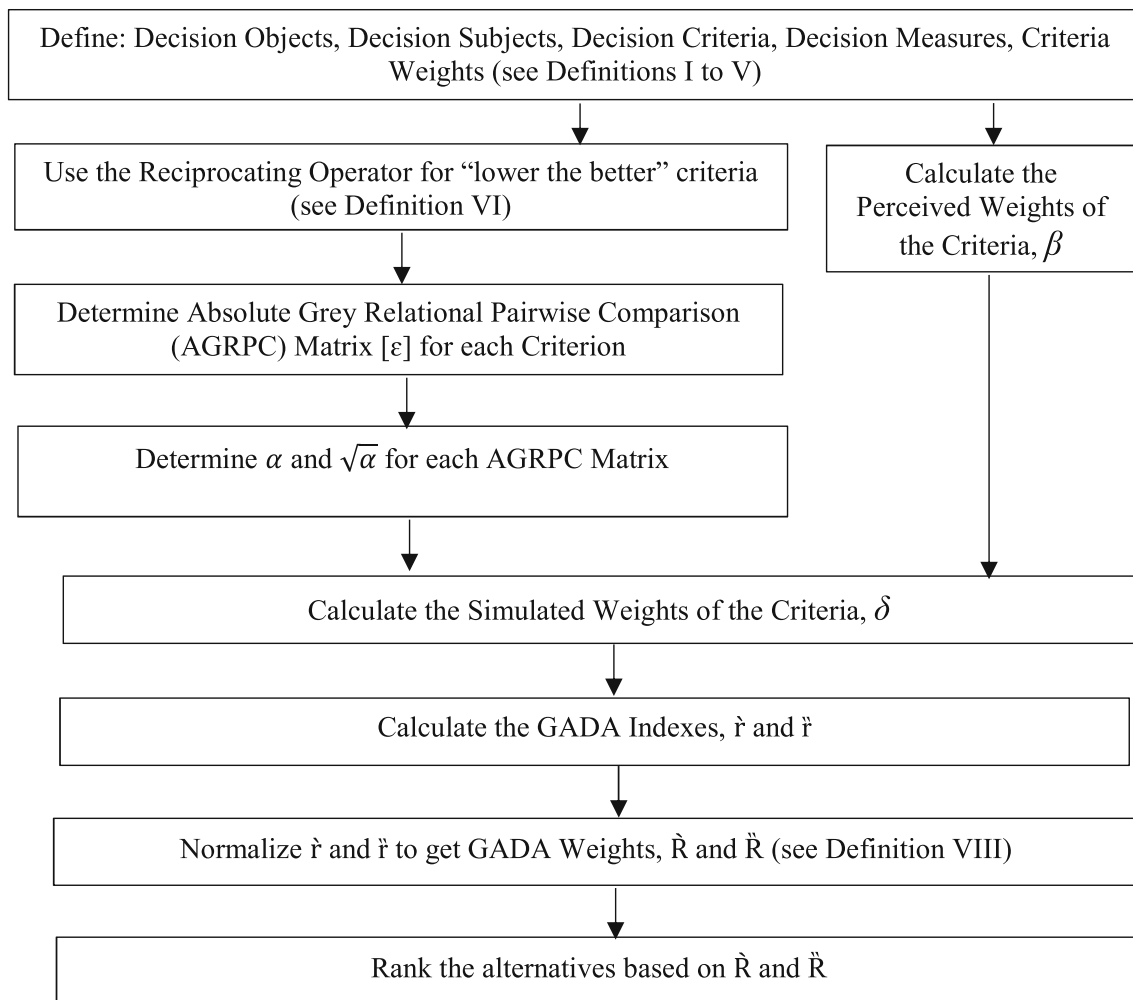 Define: Decision Objects, Decision Subjects, Decision Criteria, Decision Measures, Criteria
Weights (see Definitions I to V)
Use the Reciprocating Operator for “lower the better” criteria
(see Definition VI)
Calculate the
Perceived Weights of
the Criteria, β
Determine Absolute Grey Relational Pairwise Comparison
(AGRPC) Matrix [ε] for each Criterion
Determine α and √α for each AGRPC Matrix
Calculate the Simulated Weights of the Criteria, δ
Calculate the GADA Indexes, r̀ and ȑ
Normalize r̀ and ȑ to get GADA Weights, R̀ and Ȑ (see Definition VIII)
Rank the alternatives based on R̀ and Ȑ